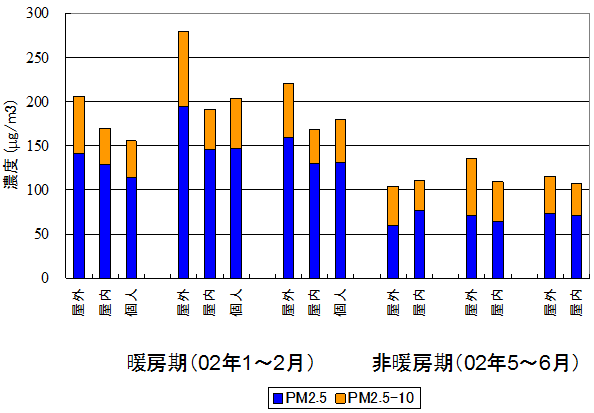 濃度(μg/m3)
300
250
200
150
100
50
0
屋外 屋内 個人 屋外 屋内 個人 屋外 屋内 個人 屋外 屋内 屋外 屋内 屋外 屋内
暖房期(02年1～2月) 非暖房期(02年5～6月)
PM2.5 PM2.5-10